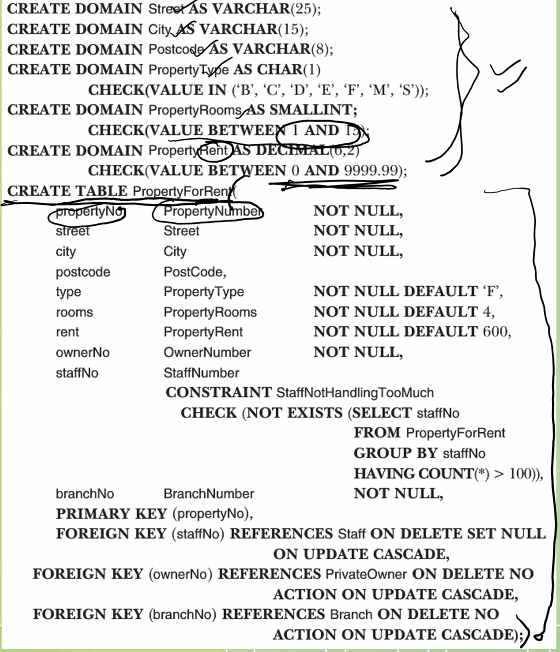 CREATE DOMAIN Street AS VARCHAR(25);
CREATE DOMAIN City AS VARCHAR(15);
CREATE DOMAIN Postcode AS VARCHAR(8);
CREATE DOMAIN PropertyType AS CHAR(1)
CHECK(VALUE IN (‘B’, ‘C’, ‘D’, ‘E’, ‘F’, ‘M’, ‘S’));
CREATE DOMAIN PropertyRooms AS SMALLINT;
CHECK(VALUE BETWEEN 1 AND 15);
CREATE DOMAIN PropertyRent AS DECIMAL(6,2)
CHECK(VALUE BETWEEN 0 AND 9999.99);
CREATE TABLE PropertyForRent(
propertyNo PropertyNumber NOT NULL,
street Street NOT NULL,
city City NOT NULL,
postcode PostCode,
type PropertyType NOT NULL DEFAULT ‘F’,
rooms PropertyRooms NOT NULL DEFAULT 4,
rent PropertyRent NOT NULL DEFAULT 600,
ownerNo OwnerNumber NOT NULL,
staffNo StaffNumber
CONSTRAINT StaffNotHandlingTooMuch
CHECK (NOT EXISTS (SELECT staffNo
FROM PropertyForRent
GROUP BY staffNo
HAVING COUNT(*) > 100)),
branchNo BranchNumber NOT NULL,
PRIMARY KEY (propertyNo),
FOREIGN KEY (staffNo) REFERENCES Staff ON DELETE SET NULL
ON UPDATE CASCADE,
FOREIGN KEY (ownerNo) REFERENCES PrivateOwner ON DELETE NO
ACTION ON UPDATE CASCADE,
FOREIGN KEY (branchNo) REFERENCES Branch ON DELETE NO
ACTION ON UPDATE CASCADE);